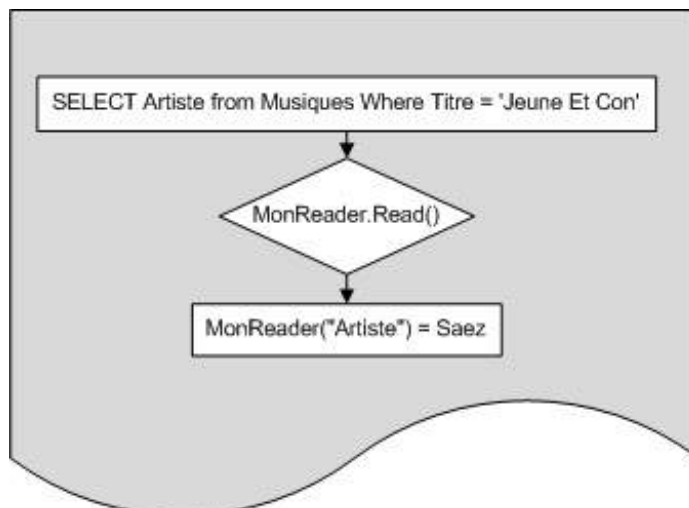 SELECT Artiste from Musiques Where Titre = 'Jeune Et Con'
MonReader.Read()
MonReader("Artiste") = Saez